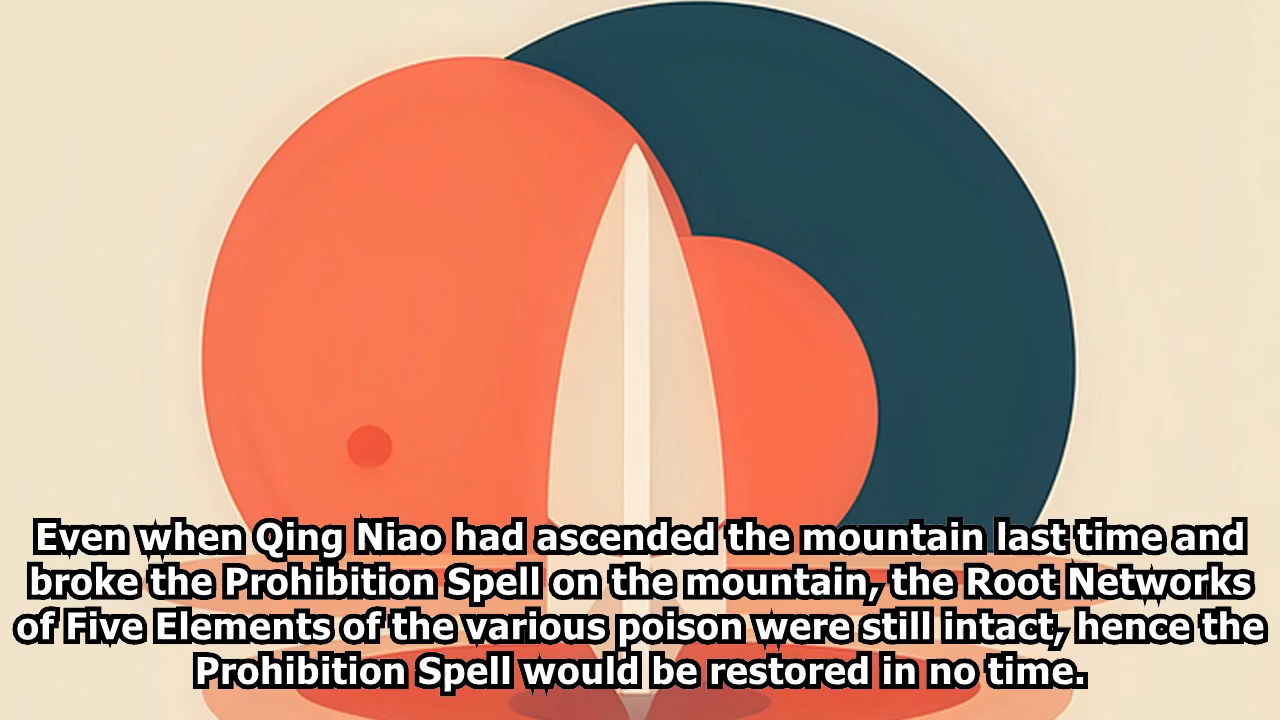 Even when Qing Niao had ascended the mountain last time and
broke the Prohibition Spell on the mountain, the Root Networks
of Five Elements of the various poison were still intact, hence the
Prohibition Spell would be restored in no time.